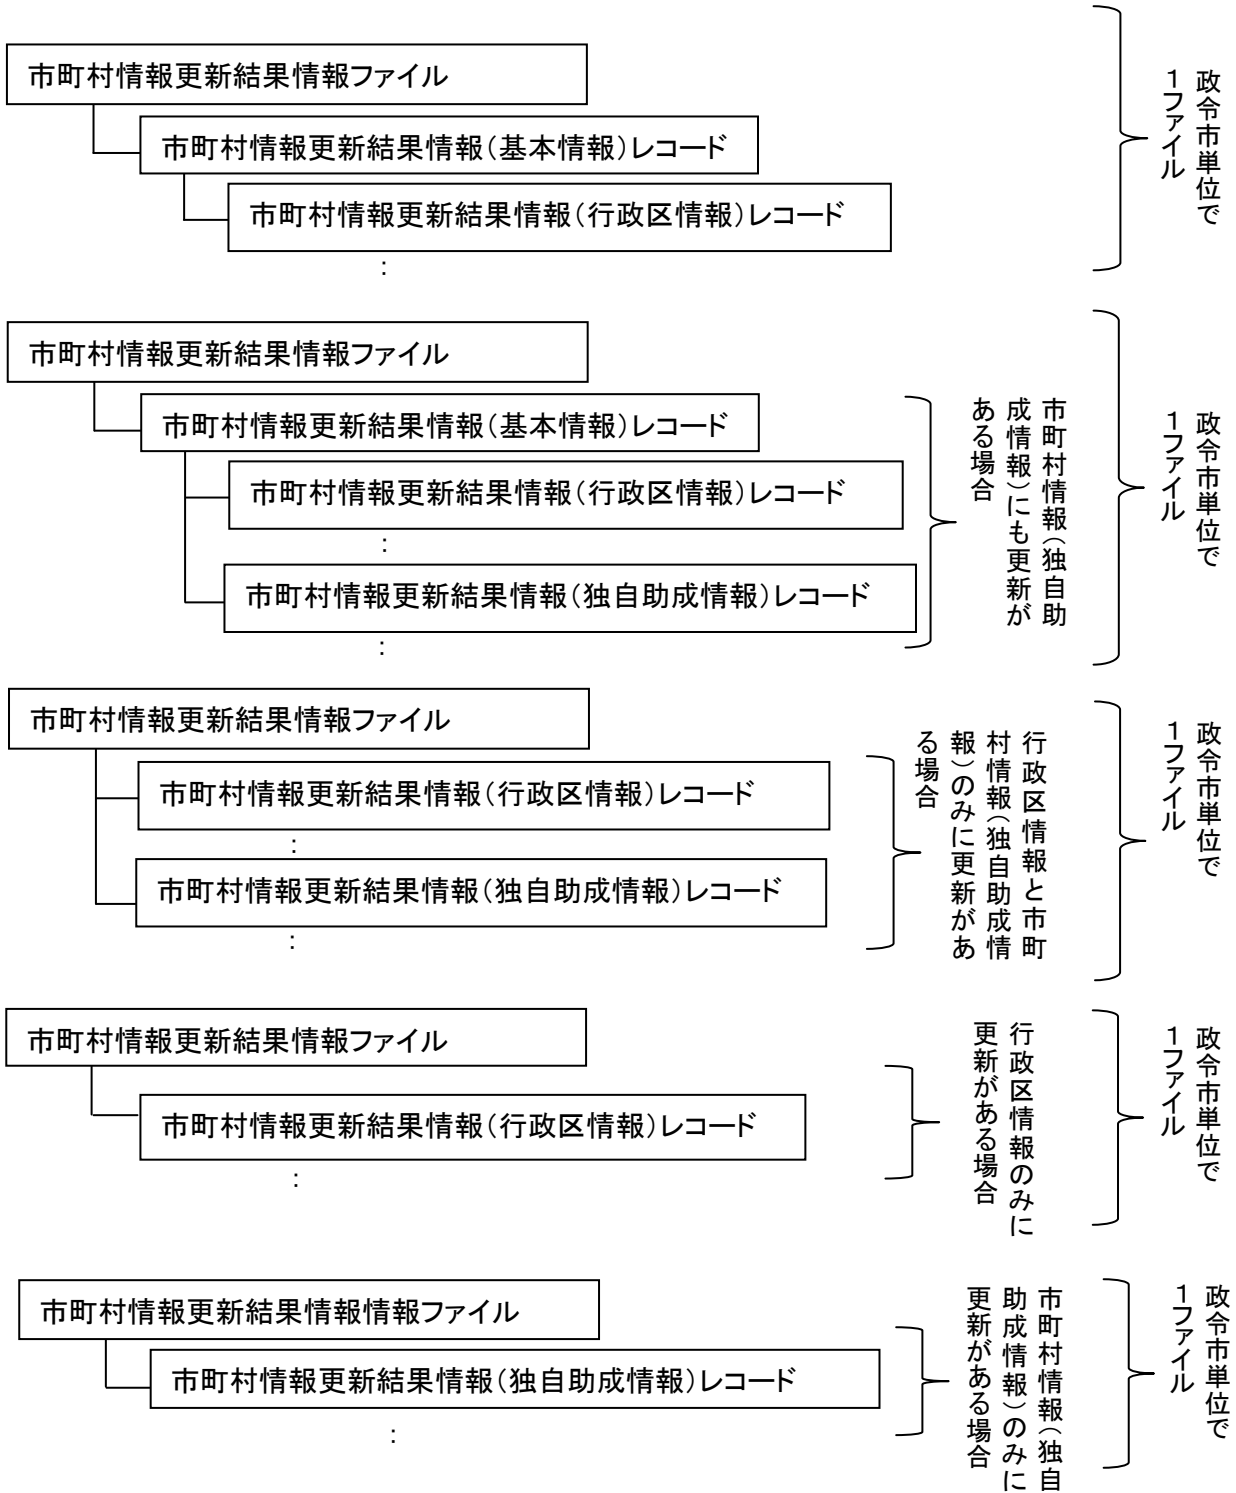 市町村情報更新結果情報ファイル
市町村情報更新結果情報（基本情報）レコード
市町村情報更新結果情報（行政区情報）レコード
：
政令市単位で
１ファイル
市町村情報更新結果情報ファイル
市町村情報更新結果情報（基本情報）レコード
市町村情報更新結果情報（行政区情報）レコード
：
市町村情報更新結果情報（独自助成情報）レコード
：
市町村情報（独自助
成情報）にも更新が
ある場合
政令市単位で
１ファイル
市町村情報更新結果情報ファイル
市町村情報更新結果情報（行政区情報）レコード
：
市町村情報更新結果情報（独自助成情報）レコード
：
行政区情報と市町
村情報（独自助成情
報）のみに更新があ
る場合
政令市単位で
１ファイル
市町村情報更新結果情報ファイル
市町村情報更新結果情報（行政区情報）レコード
：
行政区情報のみに
更新がある場合
政令市単位で
１ファイル
市町村情報更新結果情報情報ファイル
市町村情報更新結果情報（独自助成情報）レコード
：
市町村情報（独自
助成情報）のみに
更新がある場合
政令市単位で
１ファイル